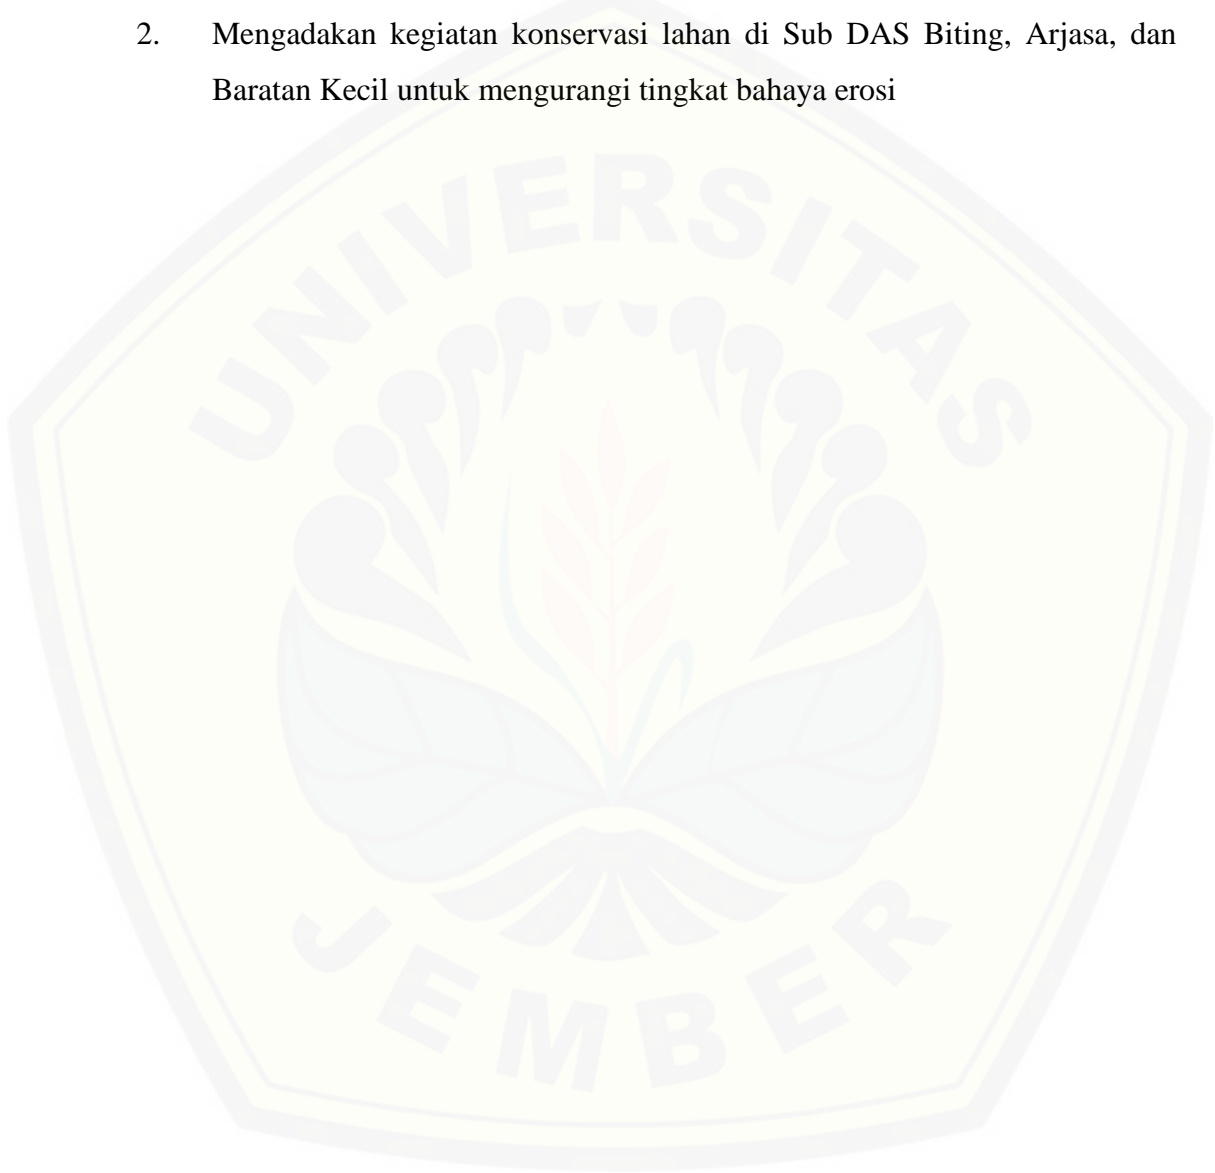 2. Mengadakan kegiatan konservasi lahan di Sub DAS Biting, Arjasa, dan
Baratan Kecil untuk mengurangi tingkat bahaya erosi
UNIVERSITAS
JEMBER